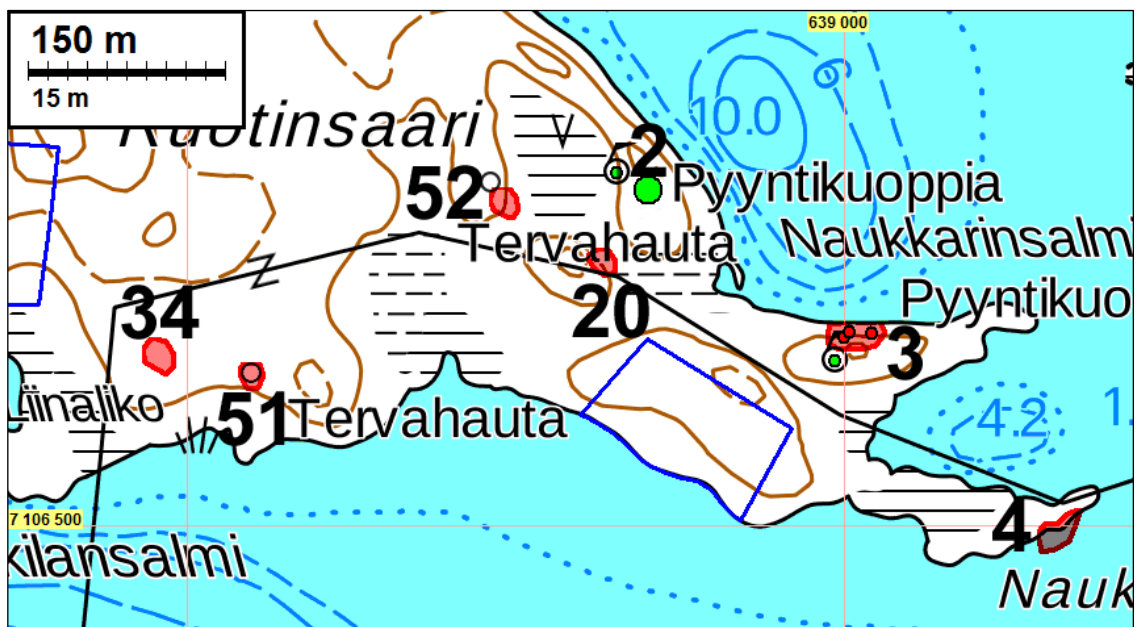 150 m
15 m
639 000
Ruotinsaari
10.0
6
2
52
Pyyntikuoppia
Tervahauta
Naukkarinsalmi
Pyyntikuo
34
20
3
Liinaliko
51
Tervahauta
4.2
1.
7 106 500
4
kilansalmi
Nauk